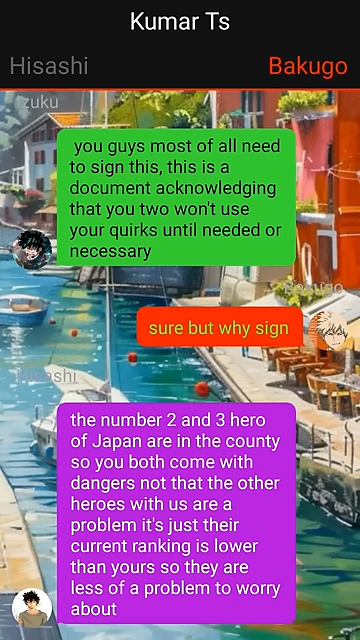 Kumar Ts
Hisashi
Bakugo
zuku
you guys most of all need
to sign this, this is a
document acknowledging
that you two won't use
your quirks until needed or
necessary
Bakugo
sure but why sign
Hisashi
the number 2 and 3 hero
of Japan are in the county
so you both come with
dangers not that the other
heroes with us are a
problem it's just their
current ranking is lower
than yours so they are
less of a problem to worry
about